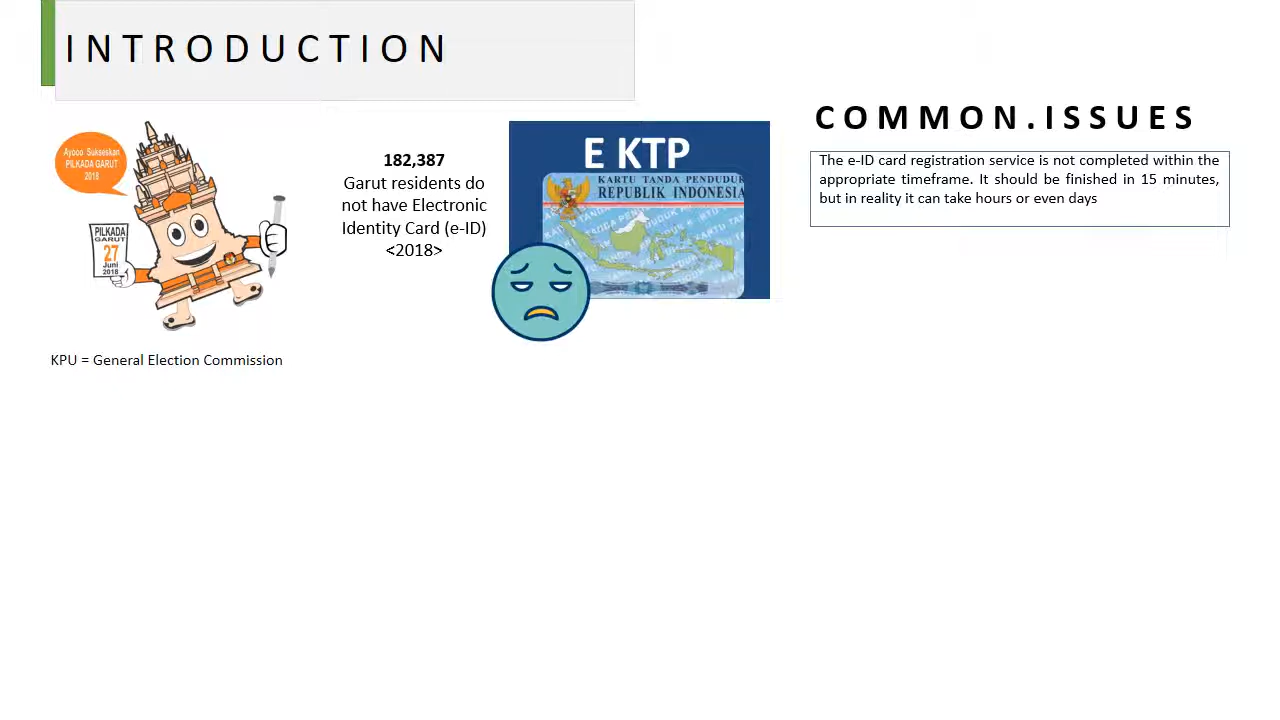 INTRODUCTION
Ayooo Sukseskan
PILKADA GARUT
2018
PILKADA
GARUT
27
Juni
2018
KPU = General Election Commission
182,387
Garut residents do
not have Electronic
Identity Card (e-ID)
<2018>
E KTP
KARTU TANDA PENDUDUK
REPUBLIK INDONESIA
COMMON.ISSUES
The e-ID card registration service is not completed within the
appropriate timeframe. It should be finished in 15 minutes,
but in reality it can take hours or even days